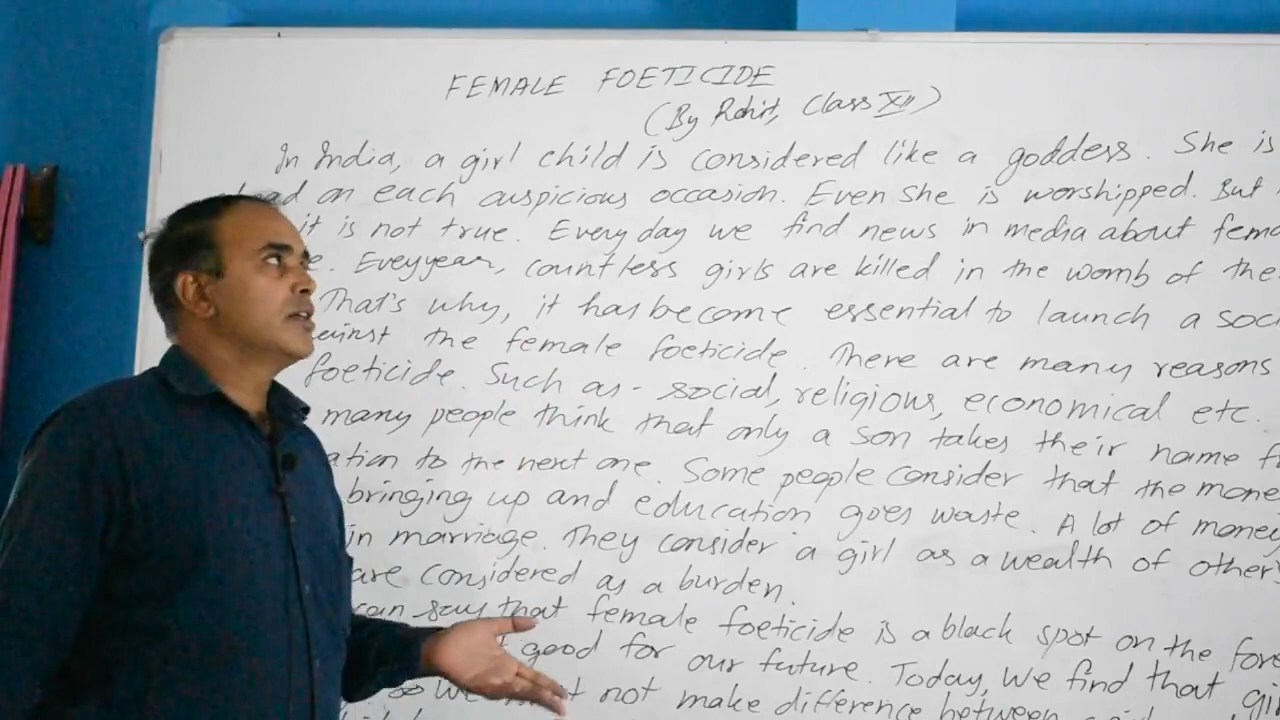 FEMALE FOETICIDE
(By Rohit, Class XII)
In India, a girl child is considered like a goddess. She is
on each auspicious occasion. Even she is worshipped. But
it is not true. Every day we find news in media about
Eveyyear, countless girls are killed in the womb of
That's why, it has become essential to launch a
the female foeticide. There are many reasons
foeticide. Such as - social, religious, economical etc.
many people think that only a son takes their name
to the next one. Some people consider that the
bringing up and education goes waste. A lot of money
in marriage. They consider a girl as a wealth of
are considered as a burden.
can say that female foeticide is a black spot on the
good for our future. Today, We find that
so we not make difference between